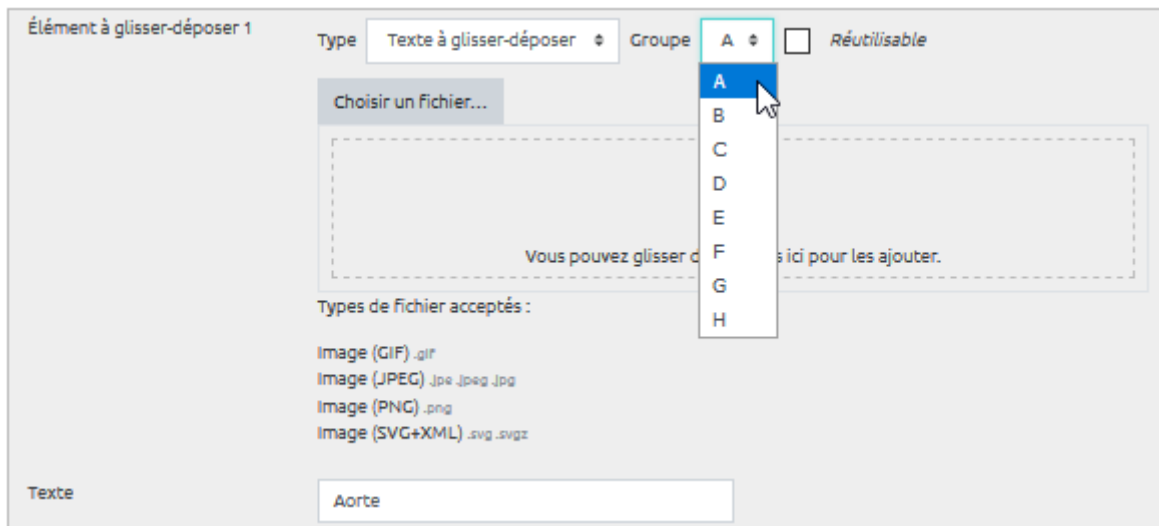 Élément à glisser-déposer 1
Type Texte à glisser-déposer Groupe A Réutilisable
Choisir un fichier...
A
B
C
D
E
F
G
H
Vous pouvez glisser d s ici pour les ajouter.
Types de fichier acceptés :
Image (GIF) .gif
Image (JPEG) .jpe .jpeg .jpg
Image (PNG) .png
Image (SVG+XML) .svg .svgz
Texte
Aorte